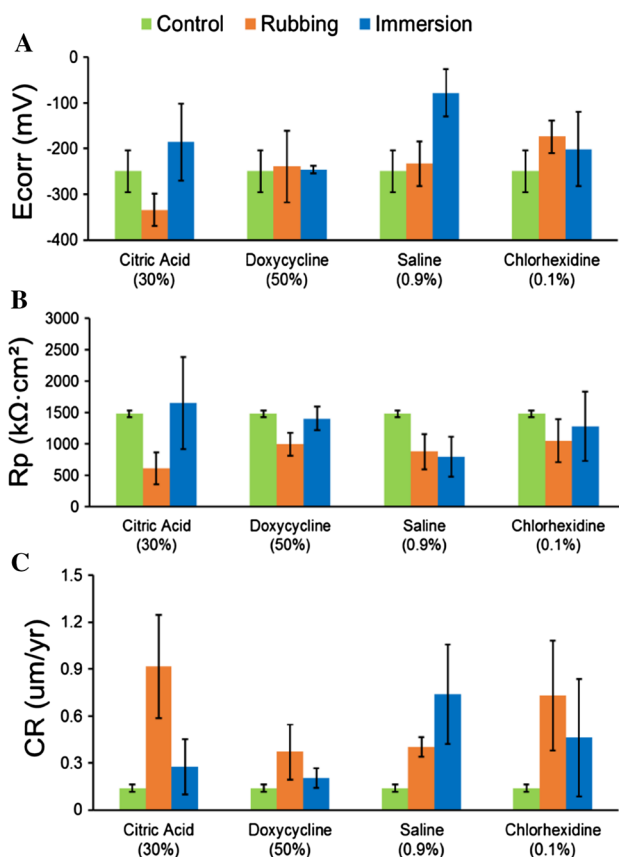 Control Rubbing Immersion
A
Ecorr (mV)
0
-100
-200
-300
-400
Citric Acid Doxycycline Saline Chlorhexidine
(30%) (50%) (0.9%) (0.1%)
B
Rp (kΩ·cm²)
3000
2500
2000
1500
1000
500
0
Citric Acid Doxycycline Saline Chlorhexidine
(30%) (50%) (0.9%) (0.1%)
C
CR (um/yr)
1.5
1.2
0.9
0.6
0.3
0
Citric Acid Doxycycline Saline Chlorhexidine
(30%) (50%) (0.9%) (0.1%)